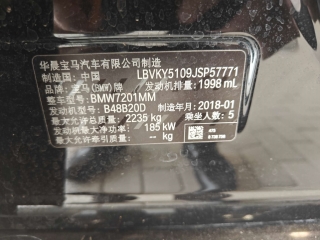 华晨宝马汽车有限公司制造
制造国：中国 LBVKY5109JSP57771
品牌：宝马(BMW)牌 发动机排量：1998 mL
整车型号：BMW7201MM
发动机型号：B48B20D 制造年月：2018-01
最大允许总质量：2235 kg 乘坐人数：5
发动机最大净功率：185 kW
最大允许牵引质量：-- kg